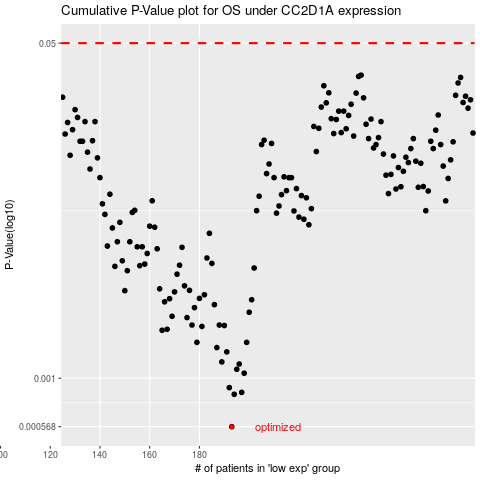 Cumulative P-Value plot for OS under CC2D1A expression
P-Value(log10)
0.05
0.001
0.000568
optimized
00 120 140 160 180
# of patients in 'low exp' group